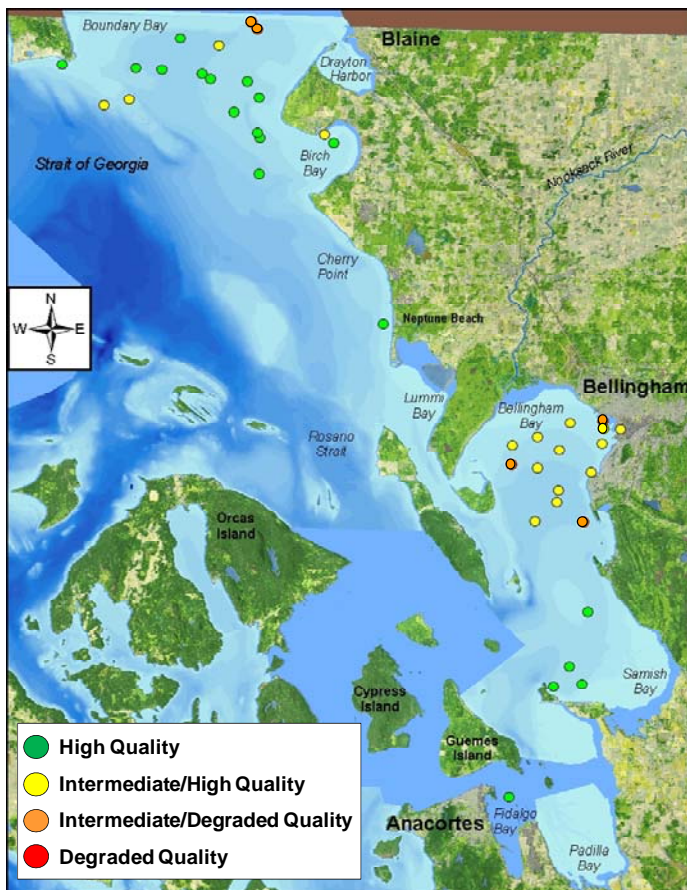 Boundary Bay
Blaine
Drayton
Harbor
Strait of Georgia
Birch
Bay
Nooksack River
Cherry
Point
N
W E
S
Neptune Beach
Bellingham
Lummi
Bay
Bellingham
Bay
Rosario
Strait
Orcas
Island
Samish
Bay
Cypress
Island
Guemes
Island
High Quality
Intermediate/High Quality
Intermediate/Degraded Quality
Degraded Quality
Anacortes
Fidalgo
Bay
Padilla
Bay